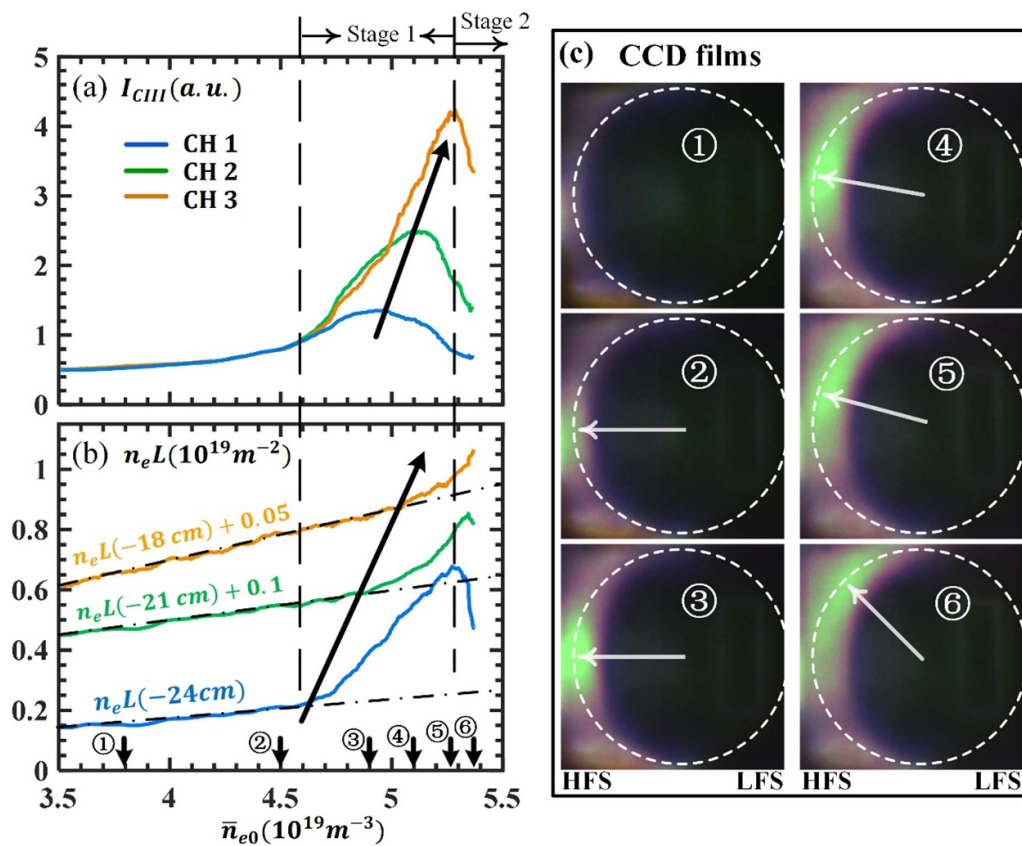 Stage 1
Stage 2
(a) I_CIII(a.u.)
CH 1
CH 2
CH 3
5
4
3
2
1
0
(b) n_eL(10^19m^-2)
n_eL(−18 cm) + 0.05
n_eL(−21 cm) + 0.1
n_eL(−24cm)
1
0.8
0.6
0.4
0.2
0
① ② ③ ④ ⑤ ⑥
3.5 4 4.5 5 5.5
n̅_e0(10^19m^-3)
(c) CCD films
① ④
② ⑤
③ ⑥
HFS LFS HFS LFS